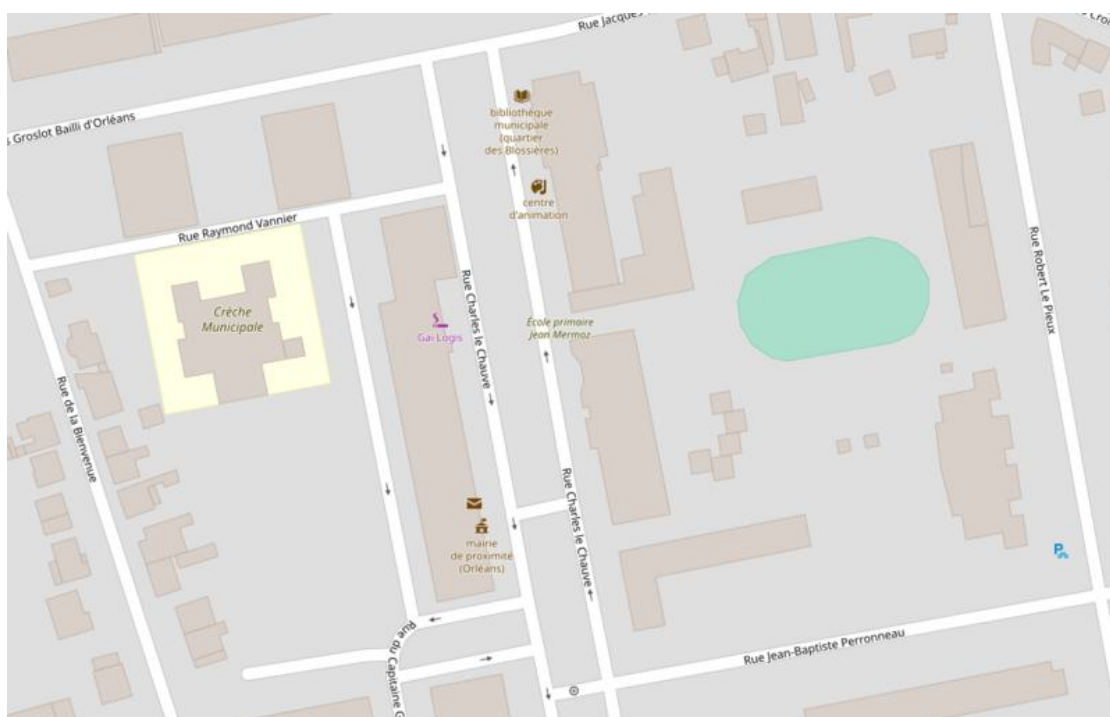 Rue Jacques
s Groslot Bailli d'Orléans
bibliothèque
municipale
(quartier
des Blossières)
centre
d'animation
Rue Raymond Vannier
Rue Robert Le Pieux
Crèche
Municipale
Rue Charles le Chauve
Gai Logis
École primaire
Jean Mermoz
Rue de la Bienvenue
Rue Charles le Chauve
mairie
de proximité
(Orléans)
P
Rue du Capitaine G
Rue Jean-Baptiste Perronneau